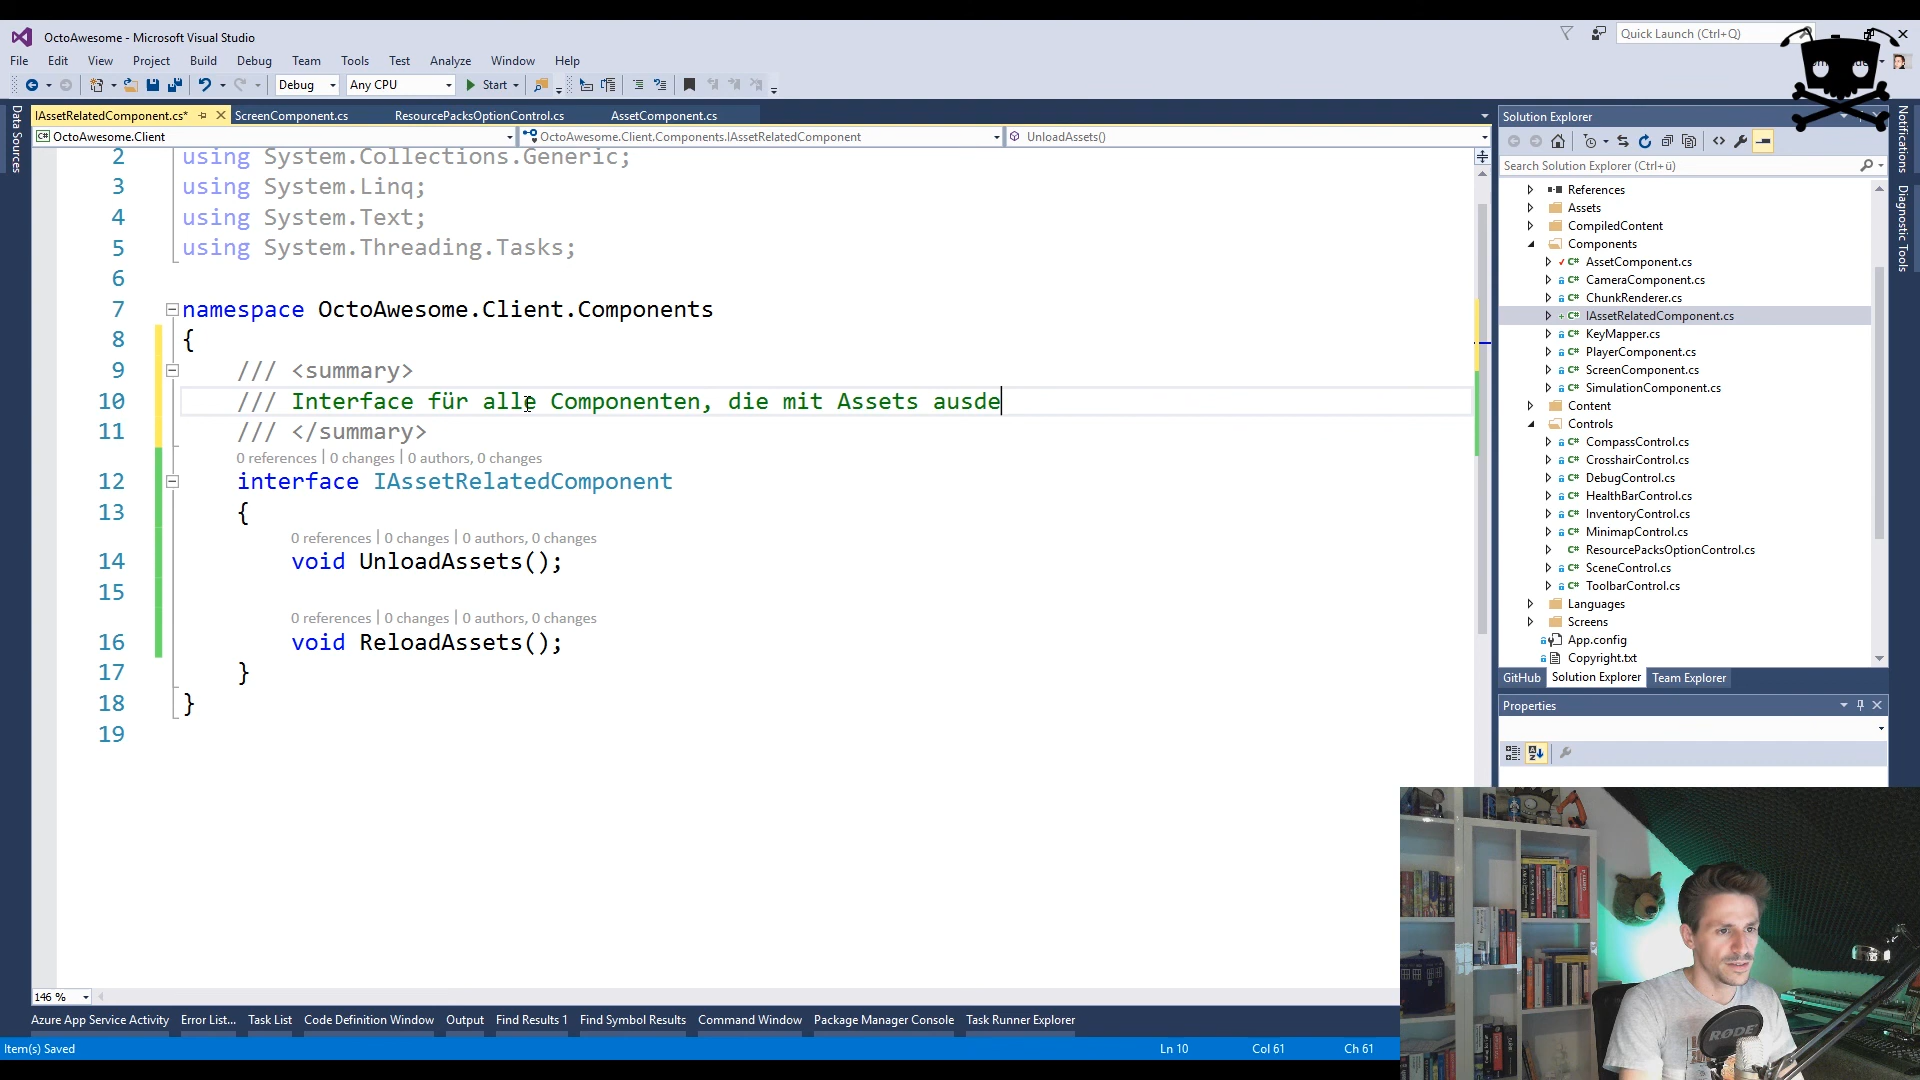 OctoAwesome - Microsoft Visual Studio
Quick Launch (Ctrl+Q)
File Edit View Project Build Debug Team Tools Test Analyze Window Help
Debug Any CPU Start
IAssetRelatedComponent.cs* ScreenComponent.cs ResourcePacksOptionControl.cs AssetComponent.cs
OctoAwesome.Client OctoAwesome.Client.Components.IAssetRelatedComponent UnloadAssets()
Data Sources
2 using System.Collections.Generic;
3 using System.Linq;
4 using System.Text;
5 using System.Threading.Tasks;
6
7 namespace OctoAwesome.Client.Components
8 {
9 /// <summary>
10 /// Interface für alle Componenten, die mit Assets ausde
11 /// </summary>
0 references | 0 changes | 0 authors, 0 changes
12 interface IAssetRelatedComponent
13 {
0 references | 0 changes | 0 authors, 0 changes
14 void UnloadAssets();
15
0 references | 0 changes | 0 authors, 0 changes
16 void ReloadAssets();
17 }
18 }
19
146 %
Solution Explorer
Search Solution Explorer (Ctrl+ü)
References
Assets
CompiledContent
Components
AssetComponent.cs
CameraComponent.cs
ChunkRenderer.cs
IAssetRelatedComponent.cs
KeyMapper.cs
PlayerComponent.cs
ScreenComponent.cs
SimulationComponent.cs
Content
Controls
CompassControl.cs
CrosshairControl.cs
DebugControl.cs
HealthBarControl.cs
InventoryControl.cs
MinimapControl.cs
ResourcePacksOptionControl.cs
SceneControl.cs
ToolbarControl.cs
Languages
Screens
App.config
Copyright.txt
GitHub Solution Explorer Team Explorer
Properties
Notifications
Diagnostic Tools
RØDE
Azure App Service Activity Error List... Task List Code Definition Window Output Find Results 1 Find Symbol Results Command Window Package Manager Console Task Runner Explorer
Item(s) Saved Ln 10 Col 61 Ch 61